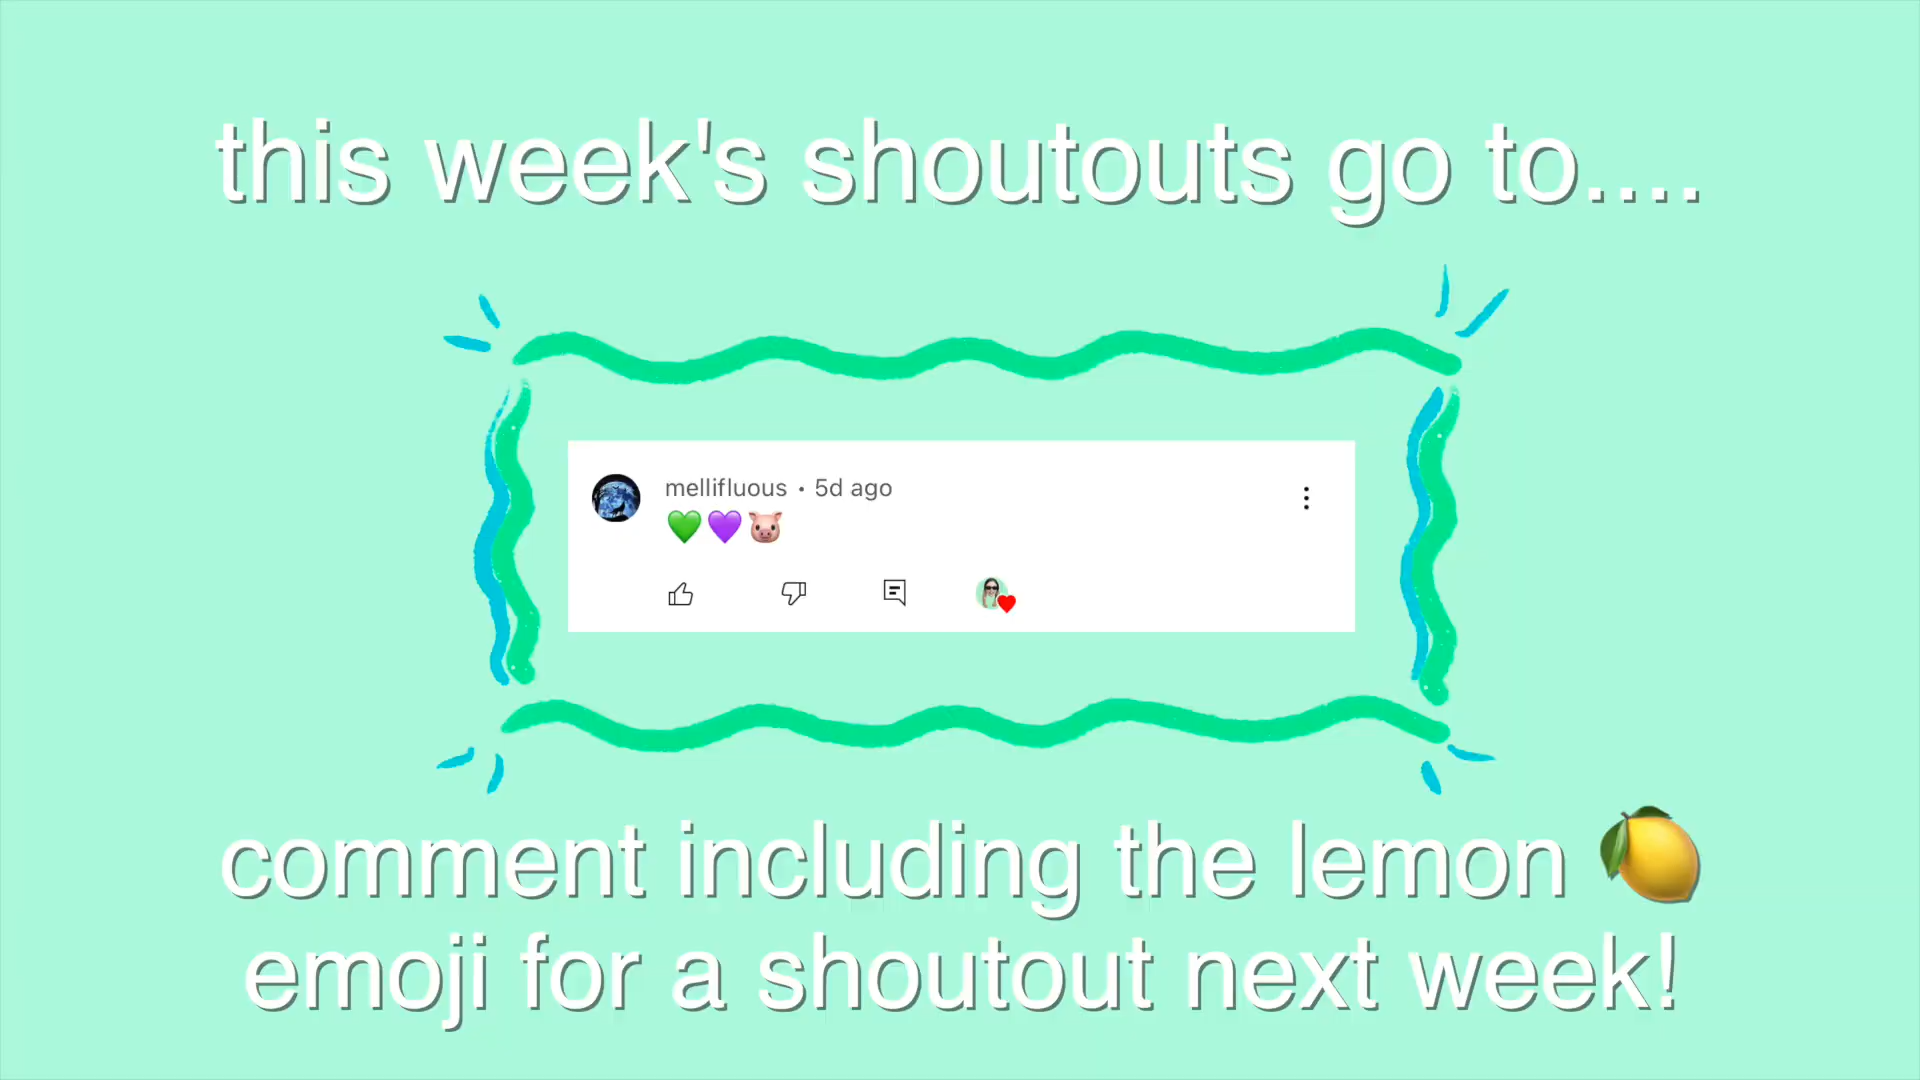 this week's shoutouts go to....
mellifluous • 5d ago
💚💜🐷
comment including the lemon 🍋
emoji for a shoutout next week!